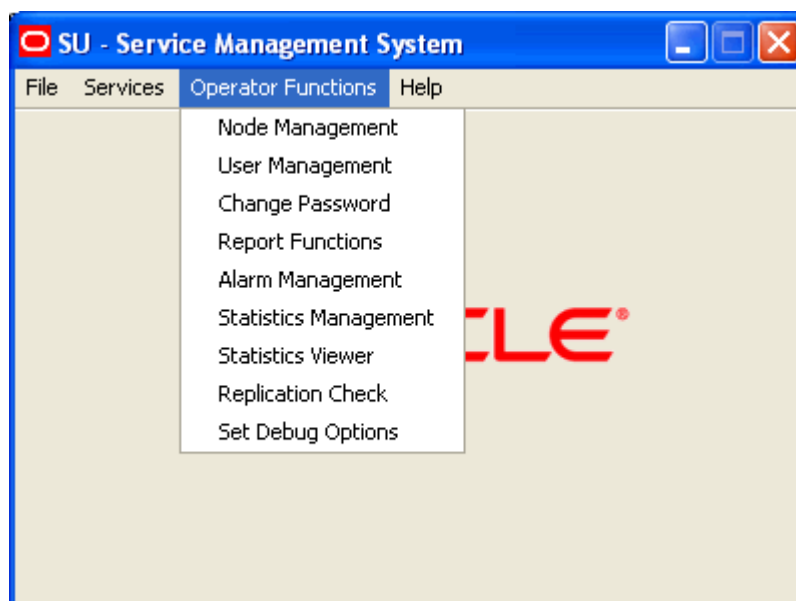 SU - Service Management System
File Services Operator Functions Help
Node Management
User Management
Change Password
Report Functions
Alarm Management
Statistics Management
Statistics Viewer
Replication Check
Set Debug Options
CLE®